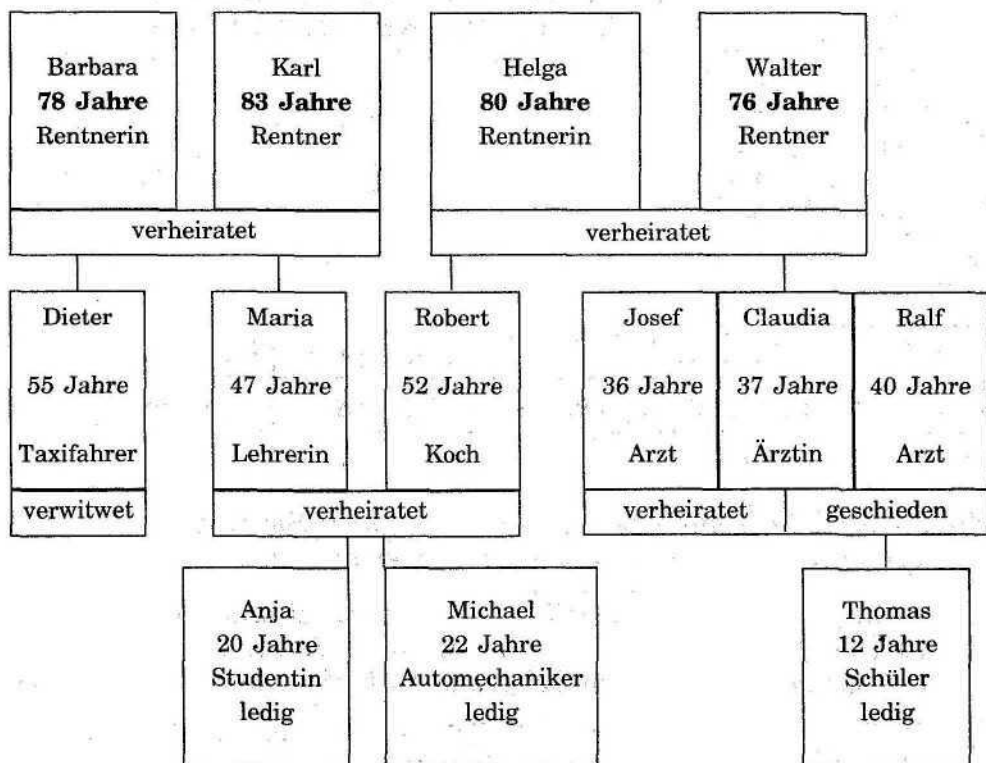 Barbara
78 Jahre
Rentnerin
Karl
83 Jahre
Rentner
verheiratet
Helga
80 Jahre
Rentnerin
Walter
76 Jahre
Rentner
verheiratet
Dieter
55 Jahre
Taxifahrer
verwitwet
Maria
47 Jahre
Lehrerin
Robert
52 Jahre
Koch
verheiratet
Josef
36 Jahre
Arzt
Claudia
37 Jahre
Ärztin
Ralf
40 Jahre
Arzt
verheiratet
geschieden
Anja
20 Jahre
Studentin
ledig
Michael
22 Jahre
Automechaniker
ledig
Thomas
12 Jahre
Schüler
ledig